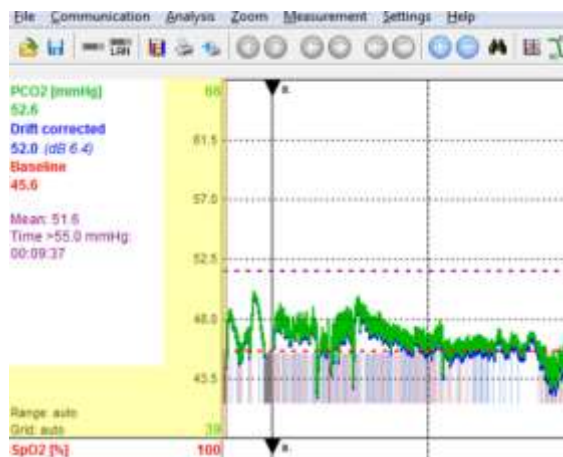 File Communication Analysis Zoom Measurement Settings Help
LAN
PCO2 [mmHg]
52.6
Drift corrected
52.0 (dB 6.4)
Baseline
45.6
Mean: 51.6
Time >55.0 mmHg:
00:09:37
Range: auto
Grid: auto
66
61.5
57.0
52.5
48.0
43.5
39
SpO2 [%]
100